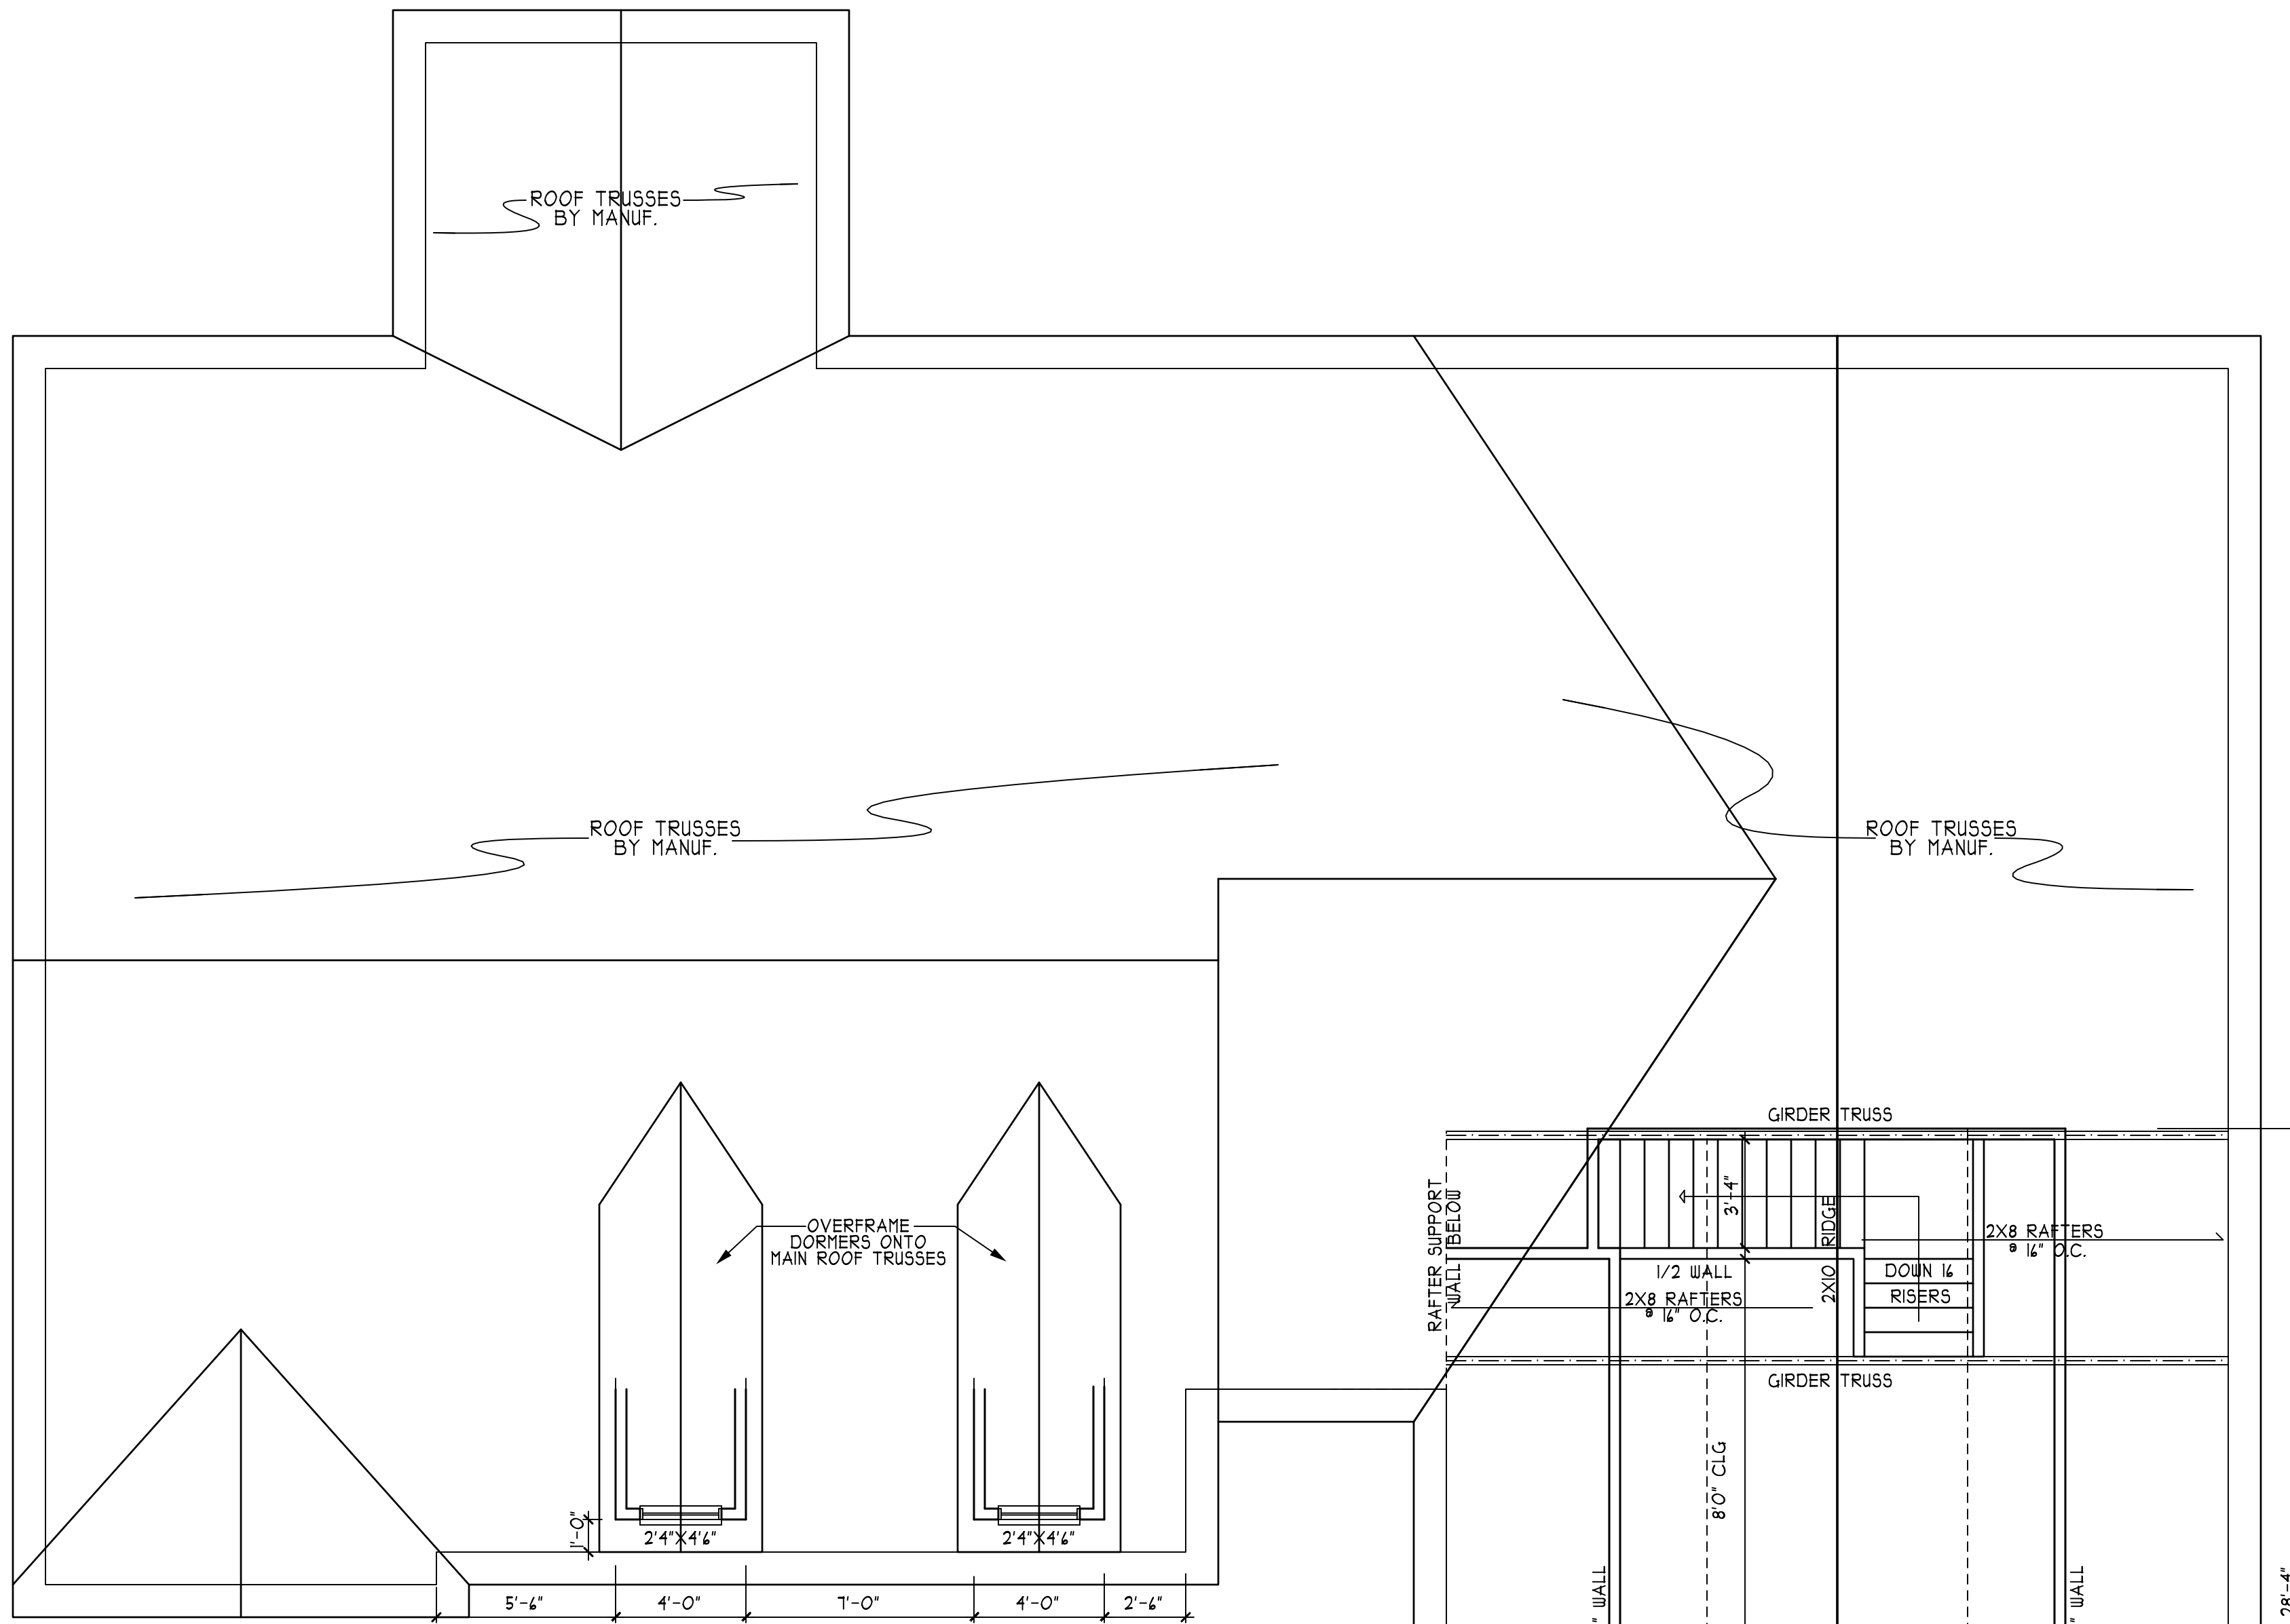 ROOF TRUSSES
BY MANUF.
ROOF TRUSSES
BY MANUF.
ROOF TRUSSES
BY MANUF.
GIRDER TRUSS
RAFTER SUPPORT
WALL BELOW
3'-4"
2X10 RIDGE
2X8 RAFTERS
@ 16" O.C.
OVERFRAME
DORMERS ONTO
MAIN ROOF TRUSSES
1/2 WALL
DOWN 16
RISERS
2X8 RAFTERS
@ 16" O.C.
GIRDER TRUSS
8'0" CLG
1'-0"
2'4"X4'6"
2'4"X4'6"
5'-6"
4'-0"
7'-0"
4'-0"
2'-6"
" WALL
" WALL
28'-4"